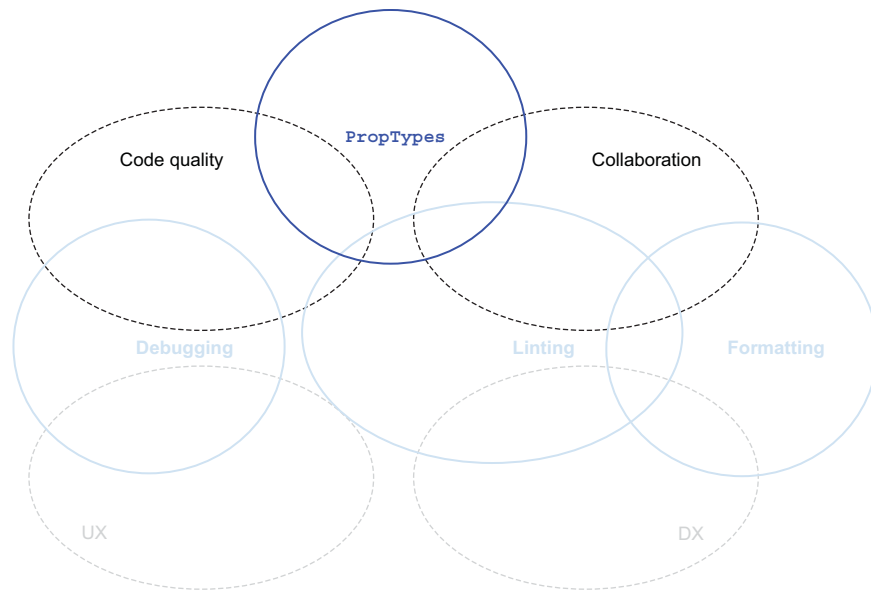 PropTypes
Code quality
Collaboration
Debugging
Linting
Formatting
UX
DX